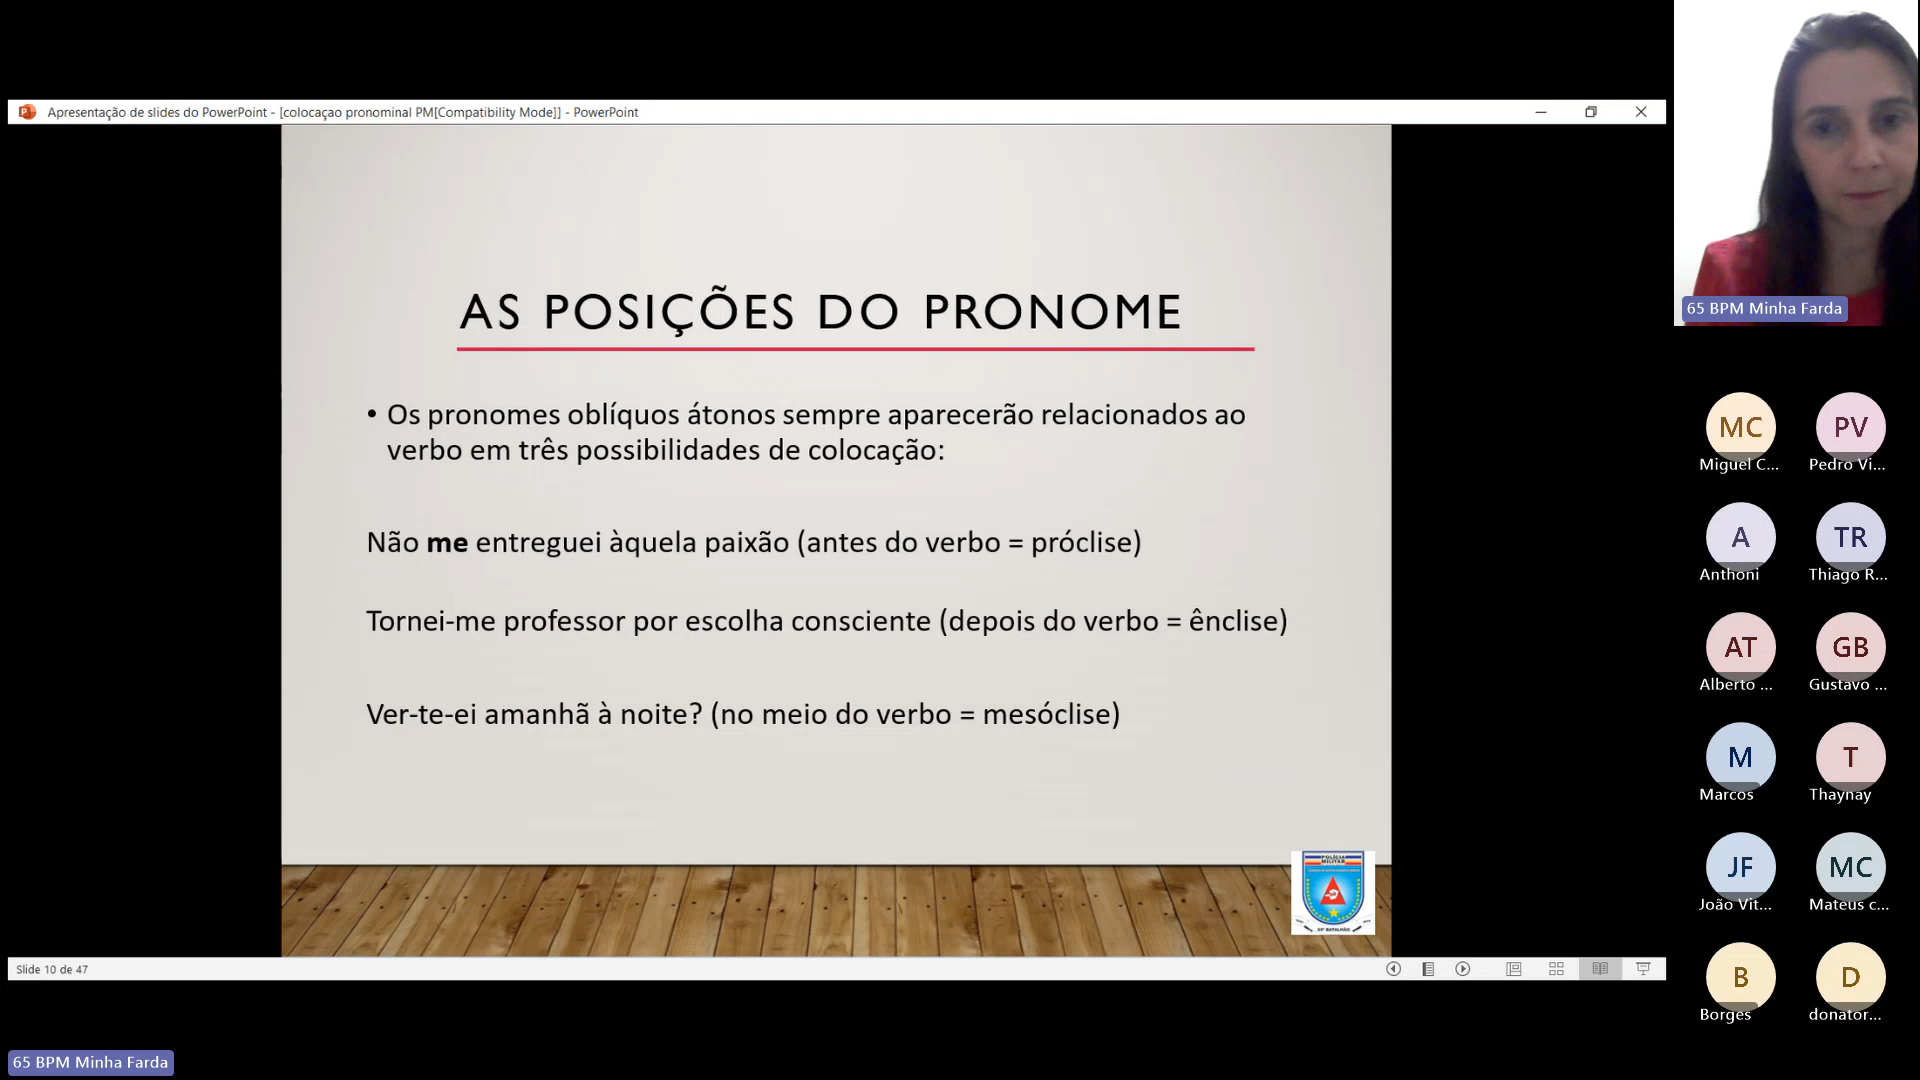 Apresentação de slides do PowerPoint - [colocaçao pronominal PM[Compatibility Mode]] - PowerPoint
AS POSIÇÕES DO PRONOME
• Os pronomes oblíquos átonos sempre aparecerão relacionados ao
verbo em três possibilidades de colocação:
Não me entreguei àquela paixão (antes do verbo = próclise)
Tornei-me professor por escolha consciente (depois do verbo = ênclise)
Ver-te-ei amanhã à noite? (no meio do verbo = mesóclise)
POLÍCIA
MILITAR
Slide 10 de 47
65 BPM Minha Farda
65 BPM Minha Farda
MC
Miguel C...
PV
Pedro Vi...
A
Anthoni
TR
Thiago R...
AT
Alberto ...
GB
Gustavo ...
M
Marcos
T
Thaynay
JF
João Vit...
MC
Mateus c...
B
Borges
D
donator...